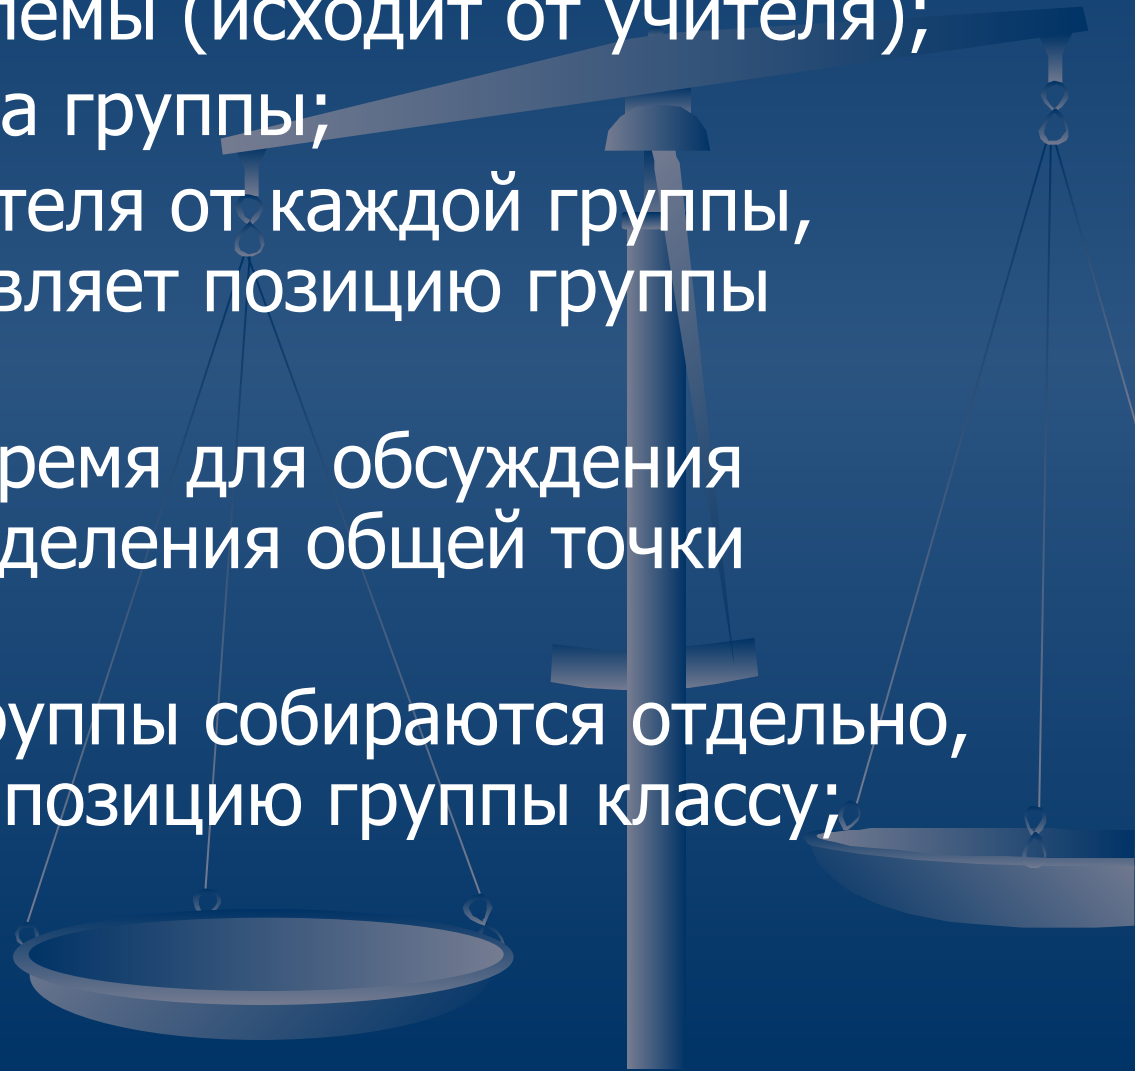 лемы (исходит от учителя);
а группы;
теля от каждой группы,
вляет позицию группы
ремя для обсуждения
деления общей точки
руппы собираются отдельно,
позицию группы классу;